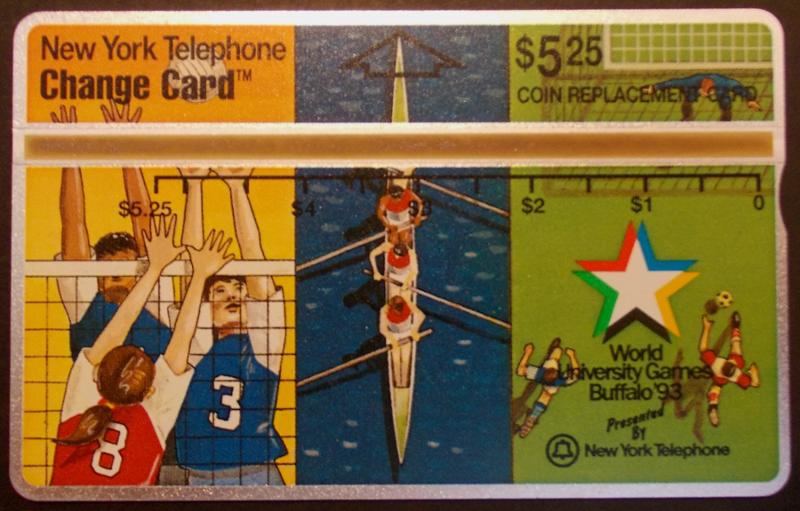 New York Telephone
Change Card™
$5.25
COIN REPLACEMENT CARD
$5.25 $4 $3 $2 $1 0
8
3
World
University Games
Buffalo '93
Presented
By
New York Telephone